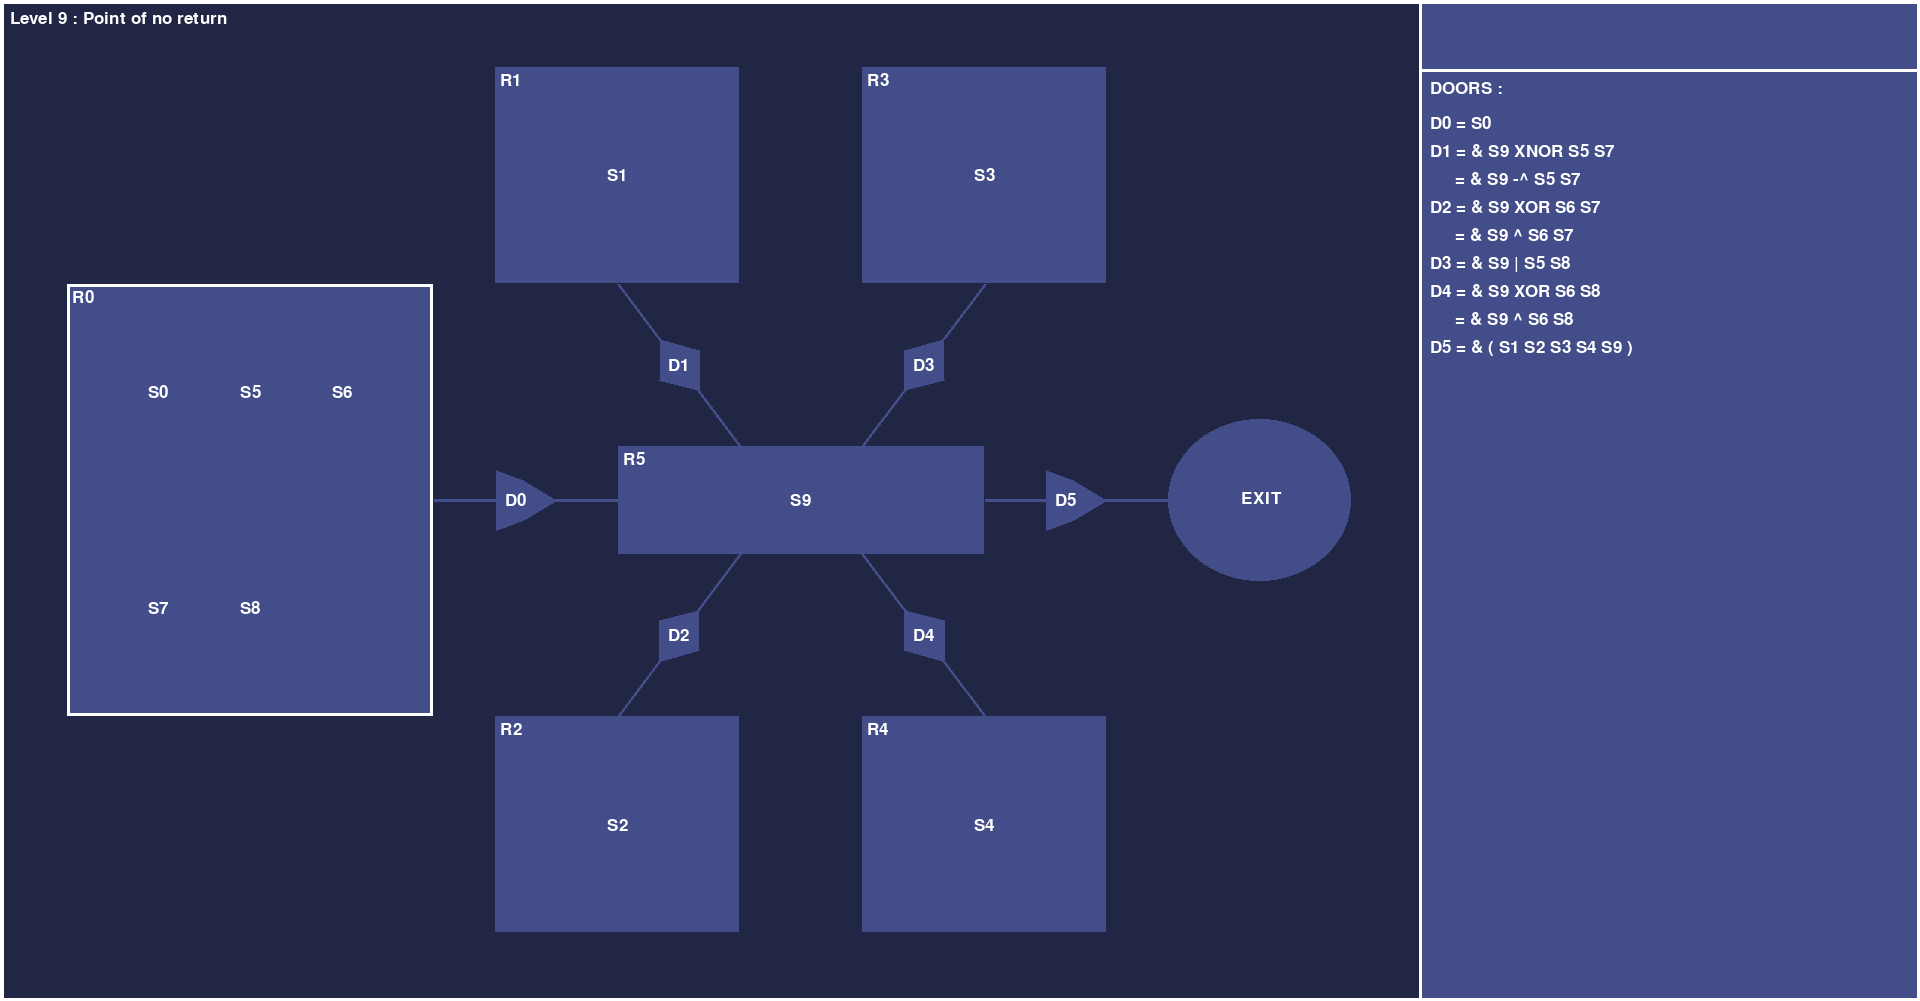 Level 9 : Point of no return
R1
S1
R3
S3
R0
S0 S5 S6
S7 S8
D1
D3
D0
R5
S9
D5
EXIT
D2
D4
R2
S2
R4
S4
DOORS :
D0 = S0
D1 = & S9 XNOR S5 S7
= & S9 -^ S5 S7
D2 = & S9 XOR S6 S7
= & S9 ^ S6 S7
D3 = & S9 | S5 S8
D4 = & S9 XOR S6 S8
= & S9 ^ S6 S8
D5 = & ( S1 S2 S3 S4 S9 )